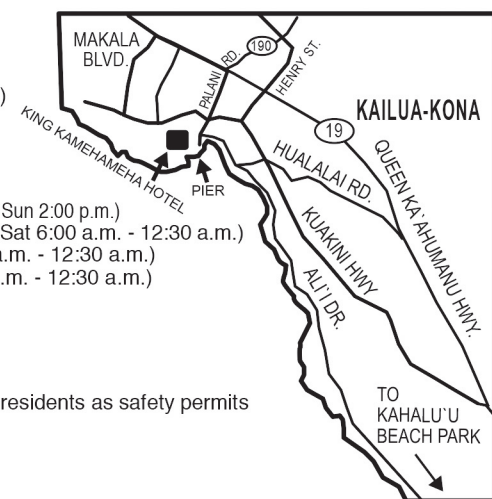 MAKALA
BLVD.
PALANI RD.
190
HENRY ST.
)
KAILUA-KONA
19
KING KAMEHAMEHA HOTEL
PIER
HUALALAI RD.
QUEEN KA`AHUMANU HWY.
Sun 2:00 p.m.)
Sat 6:00 a.m. - 12:30 a.m.)
a.m. - 12:30 a.m.)
.m. - 12:30 a.m.)
KUAKINI HWY
ALI`I DR.
residents as safety permits
TO
KAHALU`U
BEACH PARK